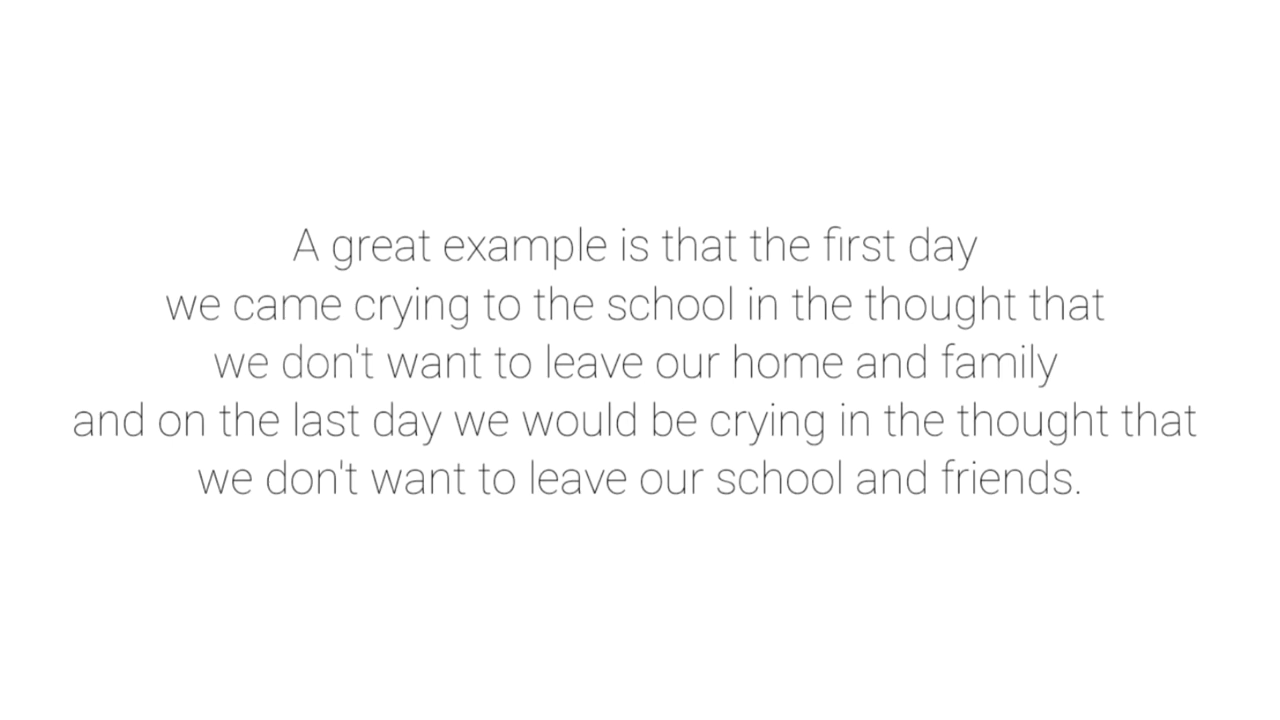 A great example is that the first day
we came crying to the school in the thought that
we don't want to leave our home and family
and on the last day we would be crying in the thought that
we don't want to leave our school and friends.